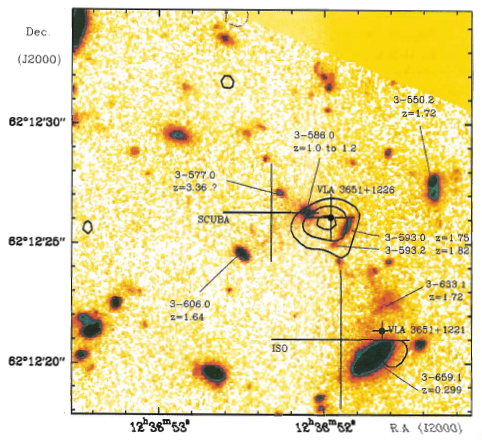 Dec.
(J2000)
3-550.2
z=1.72
62°12'30"
3-586.0
z=1.0 to 1.2
3-577.0
z=3.36 ?
VLA 3651+1226
SCUBA
3-593.0 z=1.75
3-593.2 z=1.82
62°12'25"
3-633.1
z=1.72
3-606.0
z=1.64
VLA 3651+1221
ISO
62°12'20"
3-659.1
z=0.299
12ʰ36ᵐ53 12ʰ36ᵐ52 R.A (J2000)